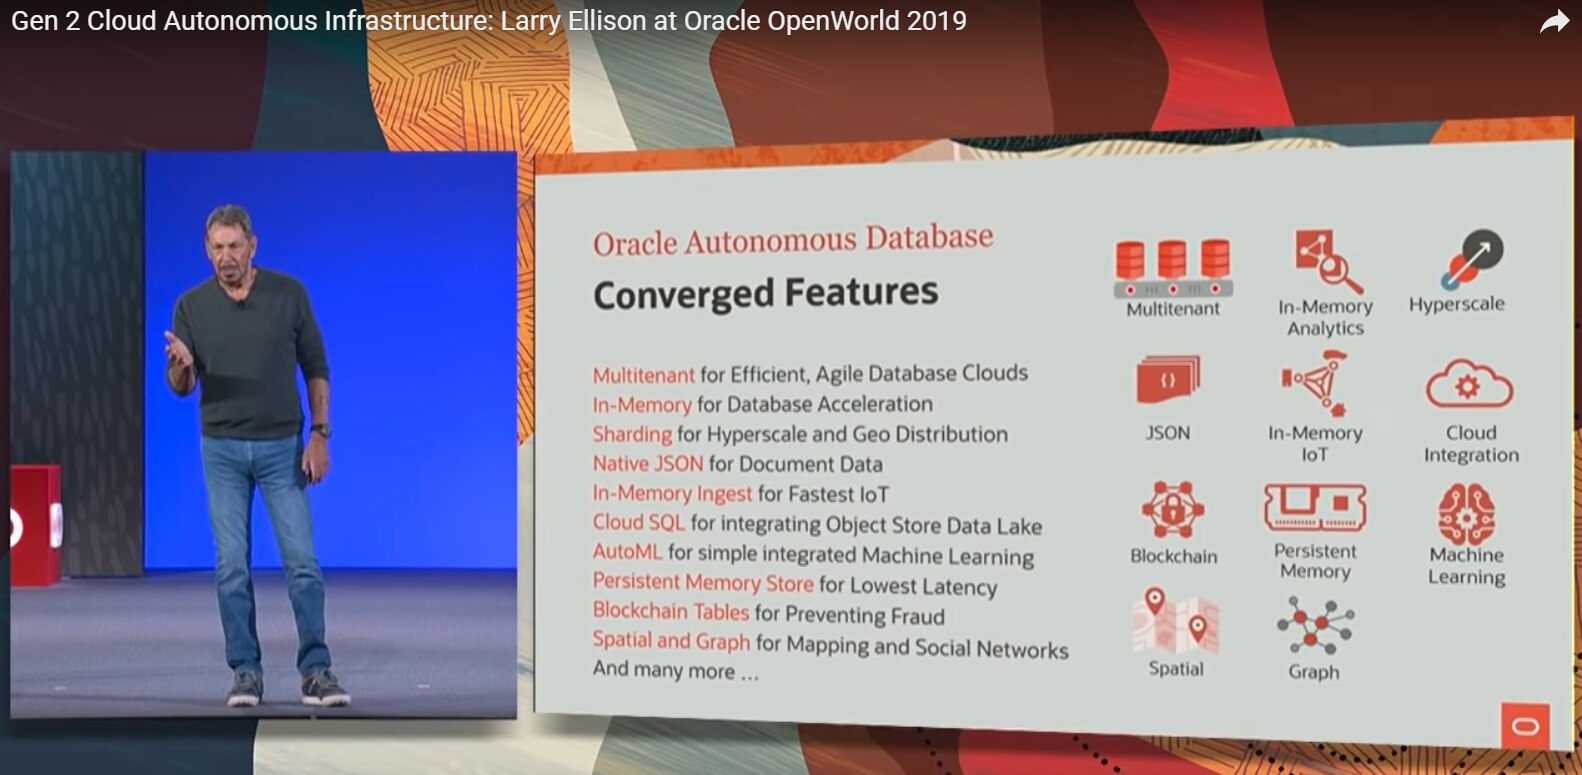 Gen 2 Cloud Autonomous Infrastructure: Larry Ellison at Oracle OpenWorld 2019
Oracle Autonomous Database
Converged Features
Multitenant for Efficient, Agile Database Clouds
In-Memory for Database Acceleration
Sharding for Hyperscale and Geo Distribution
Native JSON for Document Data
In-Memory Ingest for Fastest IoT
Cloud SQL for integrating Object Store Data Lake
AutoML for simple integrated Machine Learning
Persistent Memory Store for Lowest Latency
Blockchain Tables for Preventing Fraud
Spatial and Graph for Mapping and Social Networks
And many more ...
Multitenant
In-Memory
Analytics
Hyperscale
{}
JSON
In-Memory
IoT
Cloud
Integration
Blockchain
Persistent
Memory
Machine
Learning
Spatial
Graph